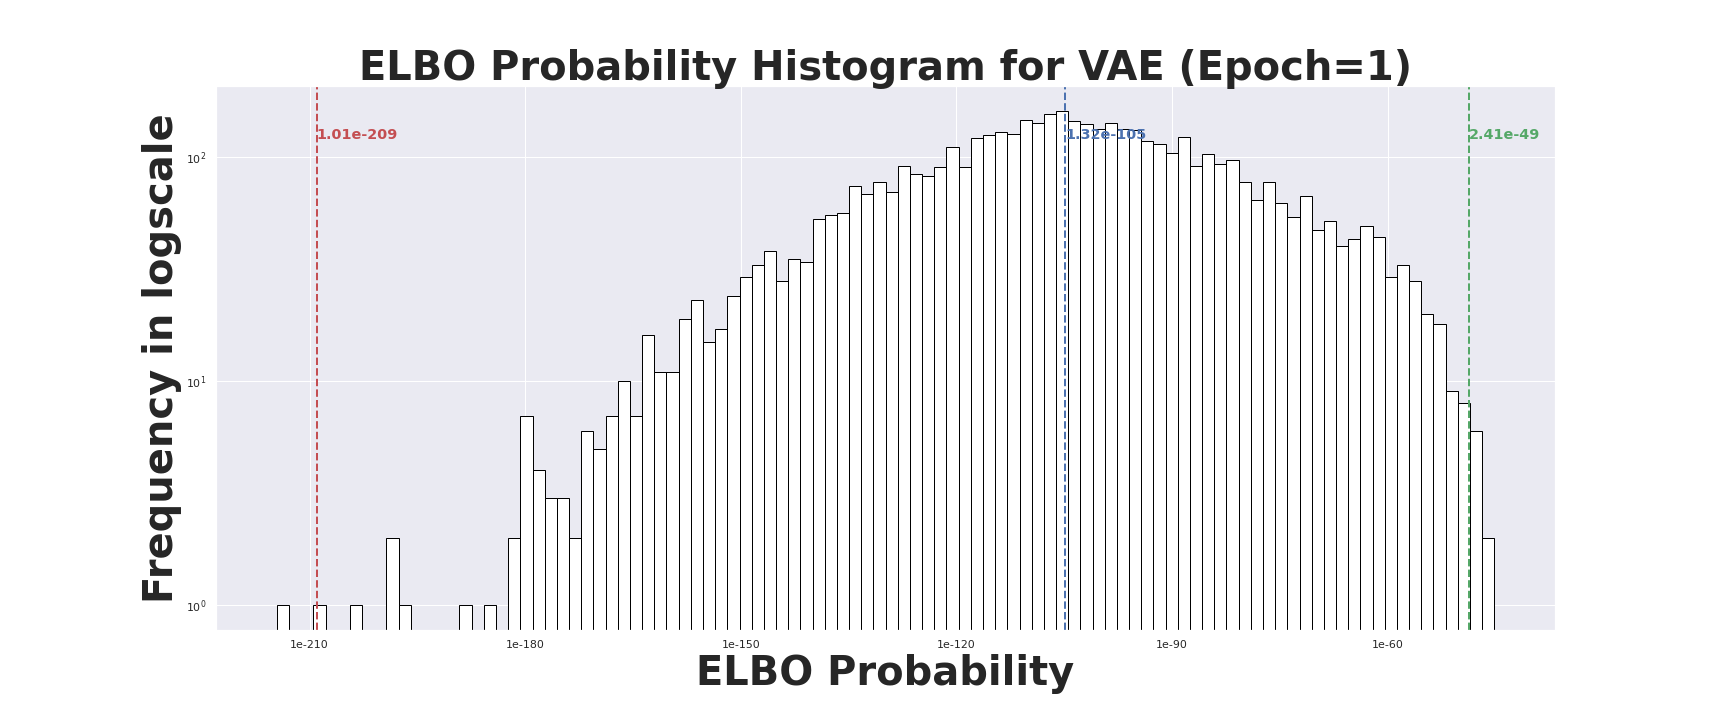 ELBO Probability Histogram for VAE (Epoch=1)
1.01e-209
1.32e-105
2.41e-49
Frequency in logscale
10²
10¹
10⁰
1e-210 1e-180 1e-150 1e-120 1e-90 1e-60
ELBO Probability